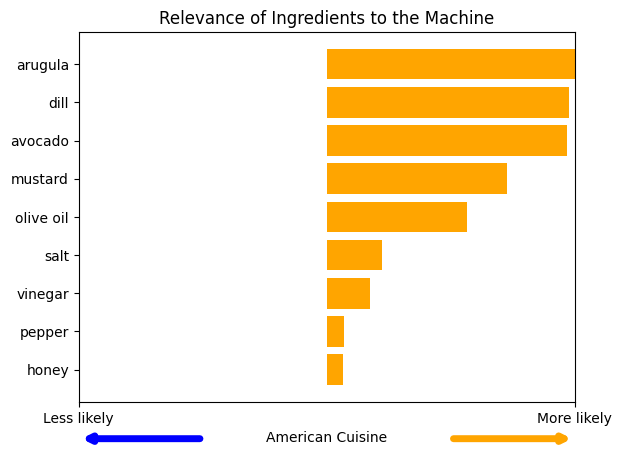 Relevance of Ingredients to the Machine
arugula
dill
avocado
mustard
olive oil
salt
vinegar
pepper
honey
Less likely
More likely
American Cuisine